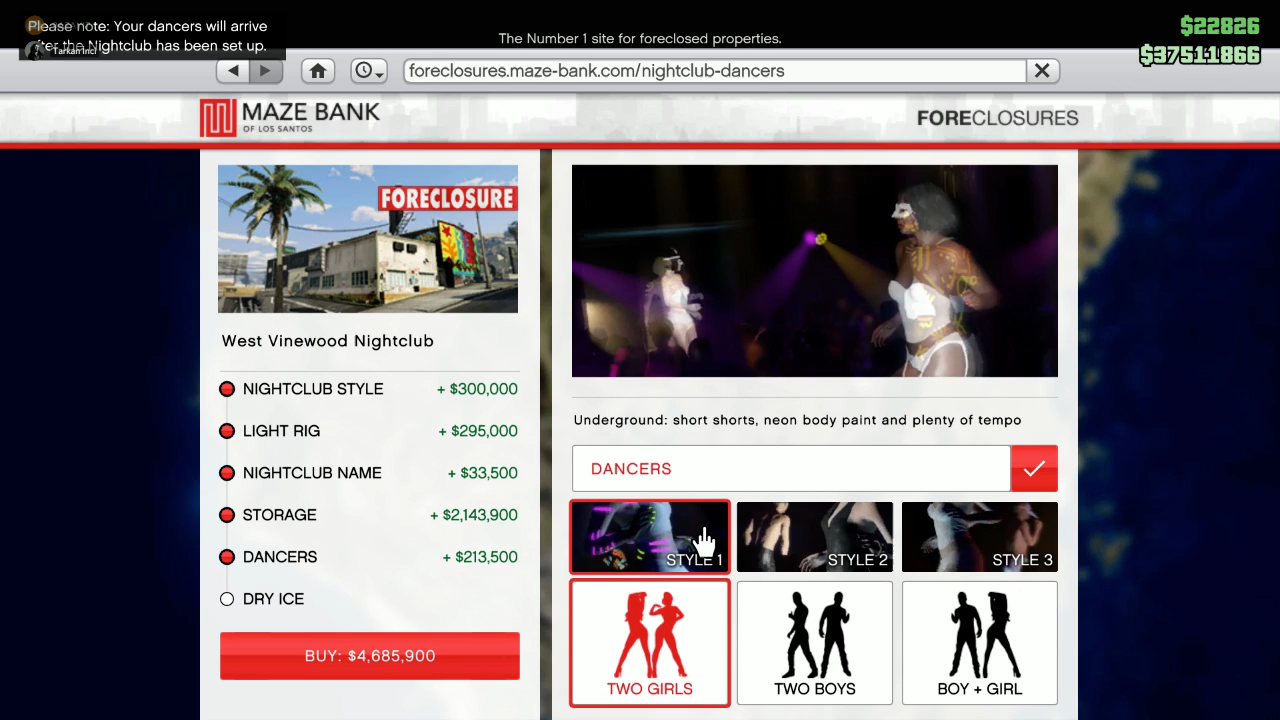 Please note: Your dancers will arrive
after the Nightclub has been set up.
Tarkan Inci
The Number 1 site for foreclosed properties.
$22826
$37511866
foreclosures.maze-bank.com/nightclub-dancers
MAZE BANK
OF LOS SANTOS
FORECLOSURES
FORECLOSURE
West Vinewood Nightclub
NIGHTCLUB STYLE + $300,000
LIGHT RIG + $295,000
NIGHTCLUB NAME + $33,500
STORAGE + $2,143,900
DANCERS + $213,500
DRY ICE
BUY: $4,685,900
Underground: short shorts, neon body paint and plenty of tempo
DANCERS
STYLE 1
STYLE 2
STYLE 3
TWO GIRLS
TWO BOYS
BOY + GIRL